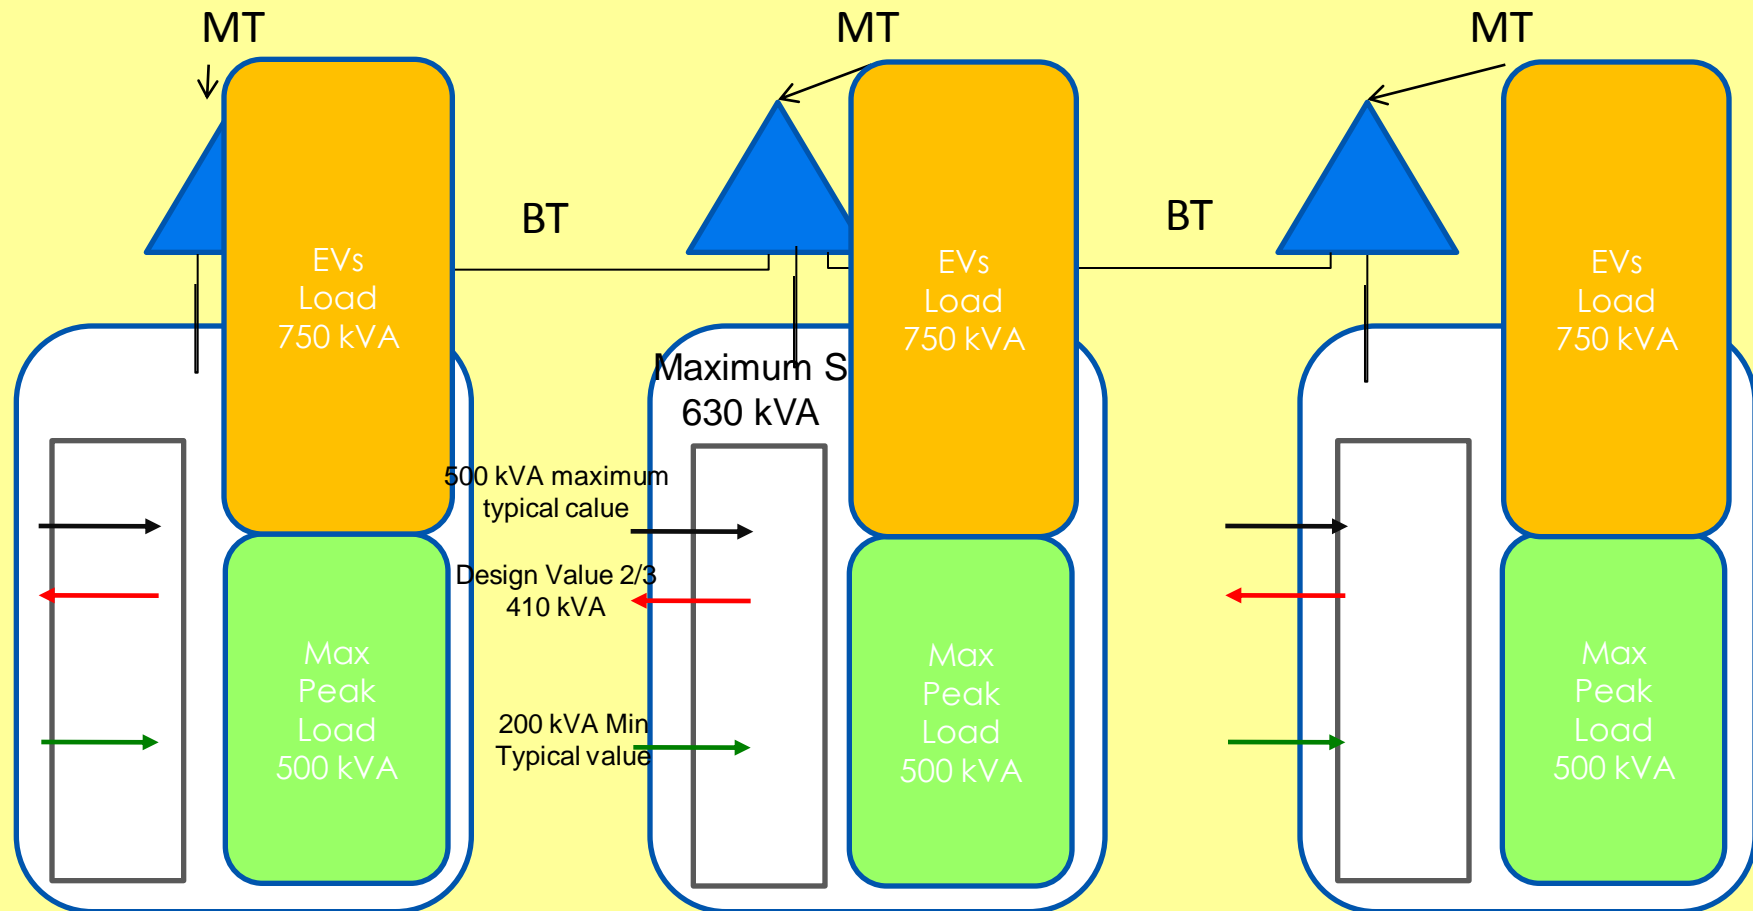 MT
MT
MT
BT
BT
EVs
Load
750 kVA
EVs
Load
750 kVA
EVs
Load
750 kVA
Maximum S
630 kVA
500 kVA maximum
typical calue
Design Value 2/3
410 kVA
200 kVA Min
Typical value
Max
Peak
Load
500 kVA
Max
Peak
Load
500 kVA
Max
Peak
Load
500 kVA